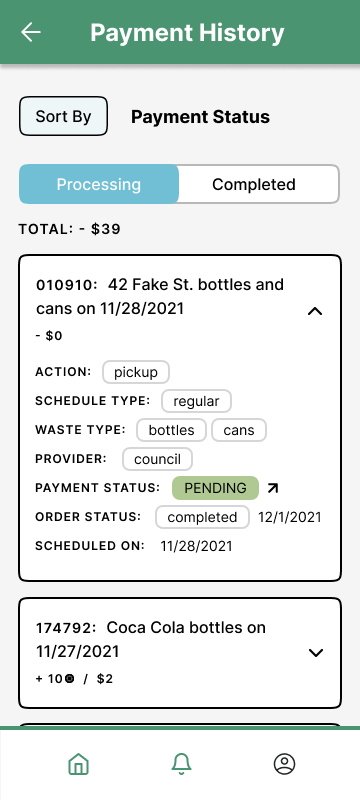 Payment History
Sort By Payment Status
Processing Completed
TOTAL: - $39
010910: 42 Fake St. bottles and
cans on 11/28/2021
- $0
ACTION: pickup
SCHEDULE TYPE: regular
WASTE TYPE: bottles cans
PROVIDER: council
PAYMENT STATUS: PENDING
ORDER STATUS: completed 12/1/2021
SCHEDULED ON: 11/28/2021
174792: Coca Cola bottles on
11/27/2021
+ 10 / $2